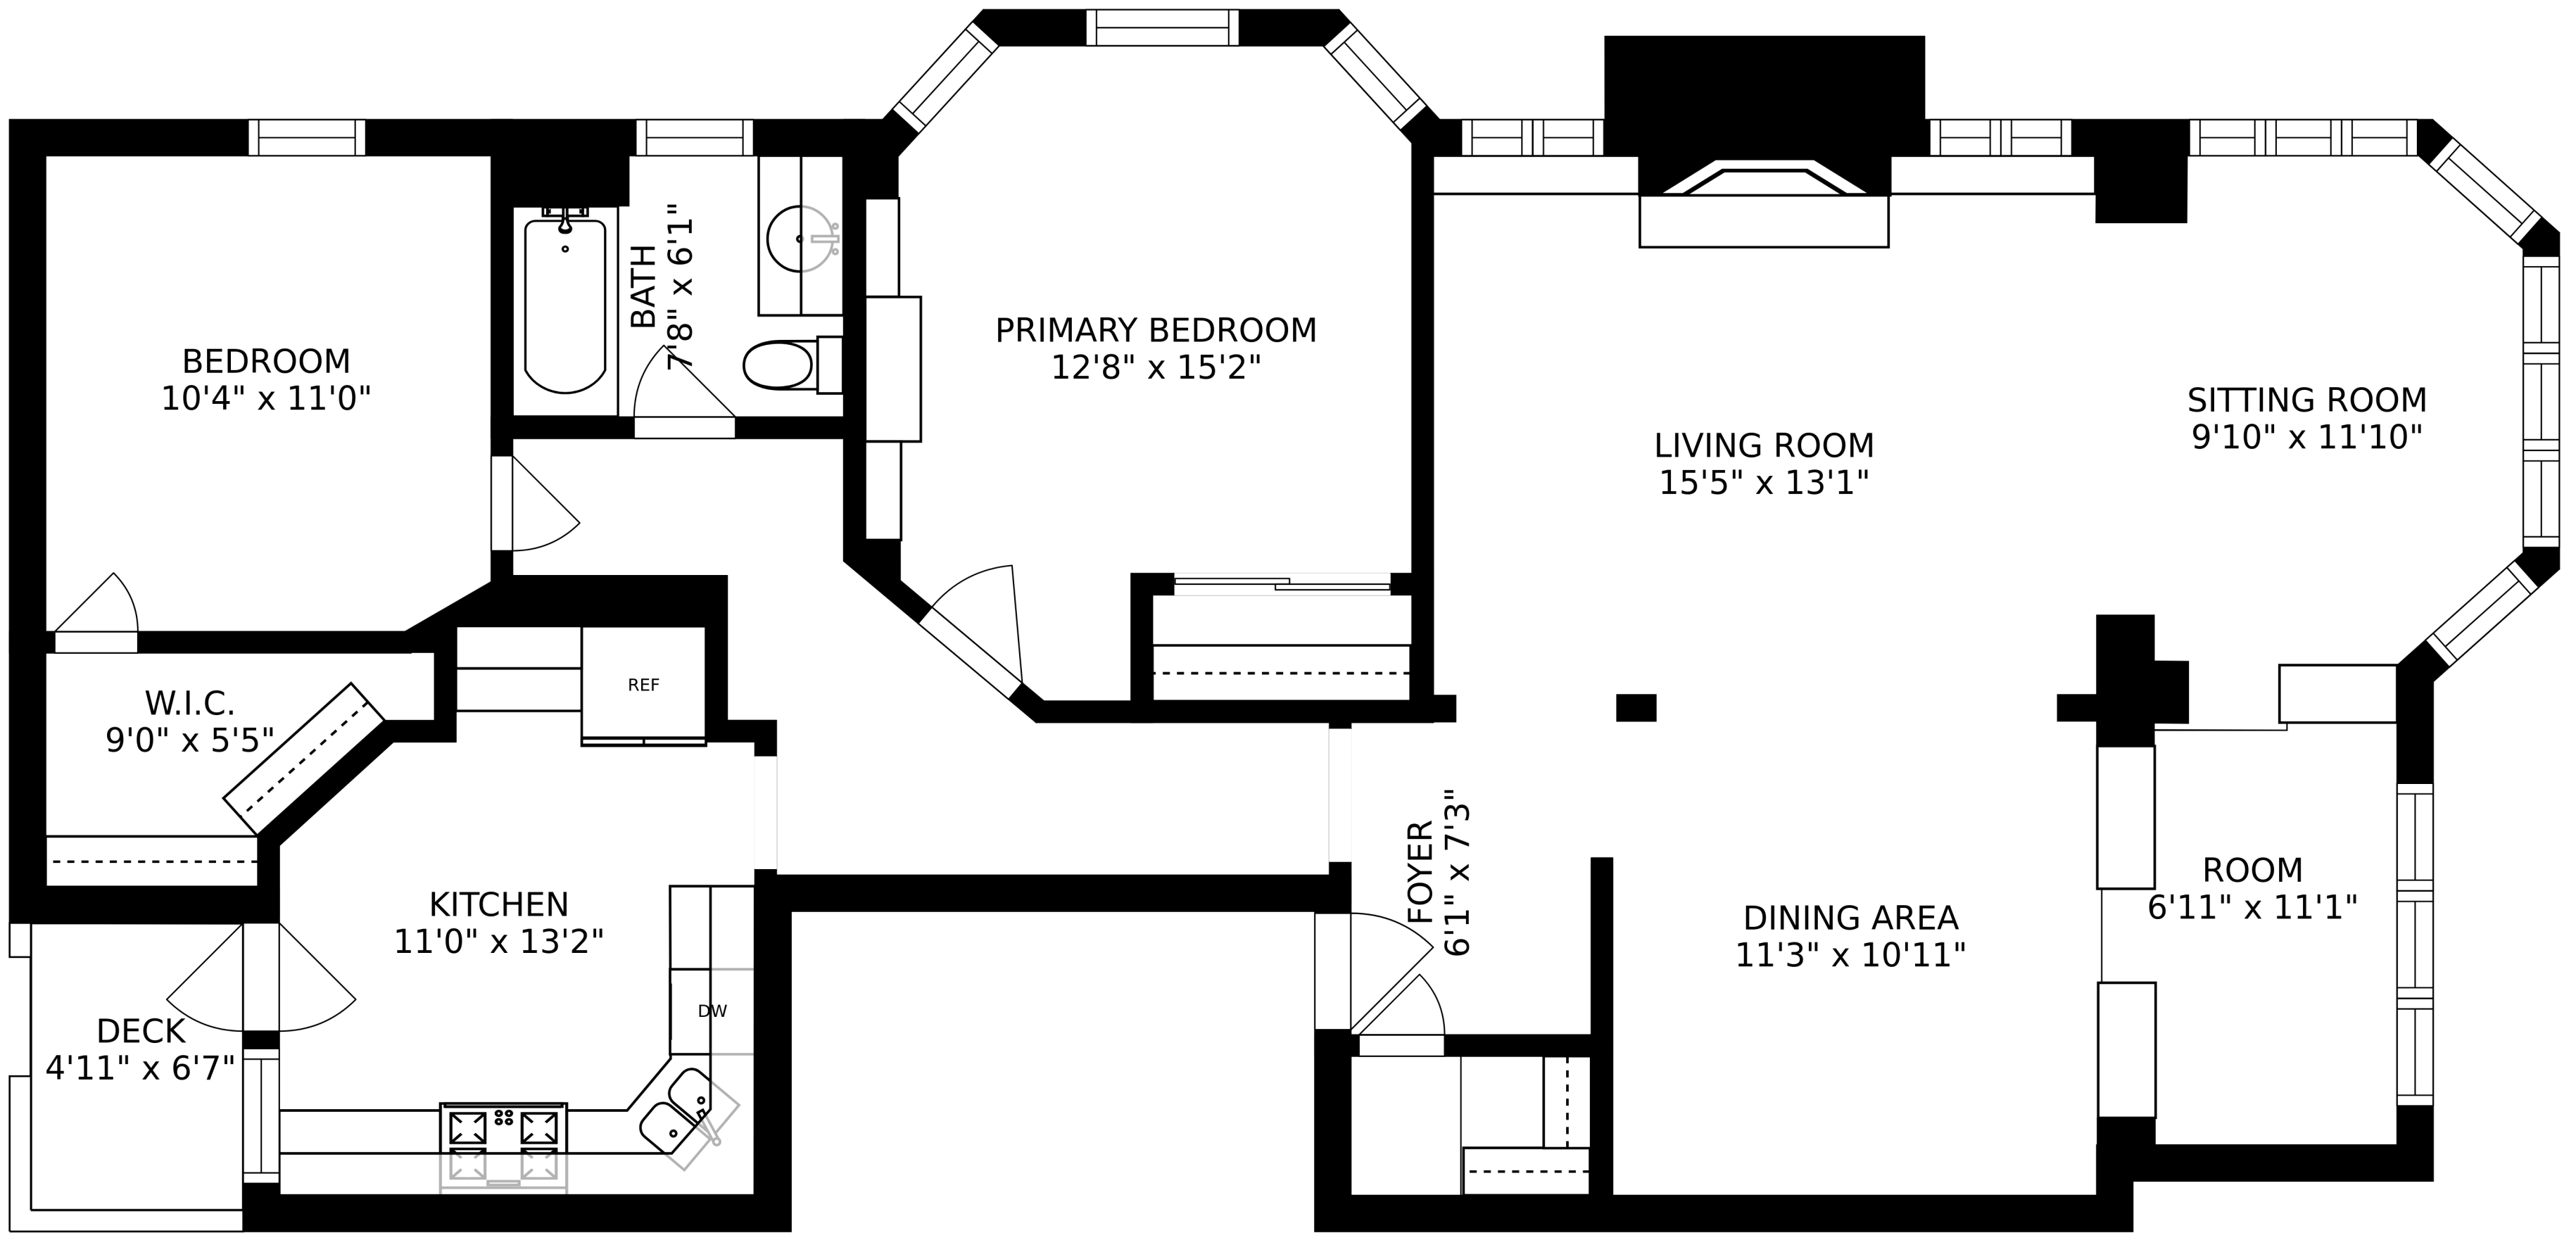 BEDROOM
10'4" x 11'0"
BATH
7'8" x 6'1"
PRIMARY BEDROOM
12'8" x 15'2"
LIVING ROOM
15'5" x 13'1"
SITTING ROOM
9'10" x 11'10"
W.I.C.
9'0" x 5'5"
REF
KITCHEN
11'0" x 13'2"
DW
DECK
4'11" x 6'7"
FOYER
6'1" x 7'3"
DINING AREA
11'3" x 10'11"
ROOM
6'11" x 11'1"